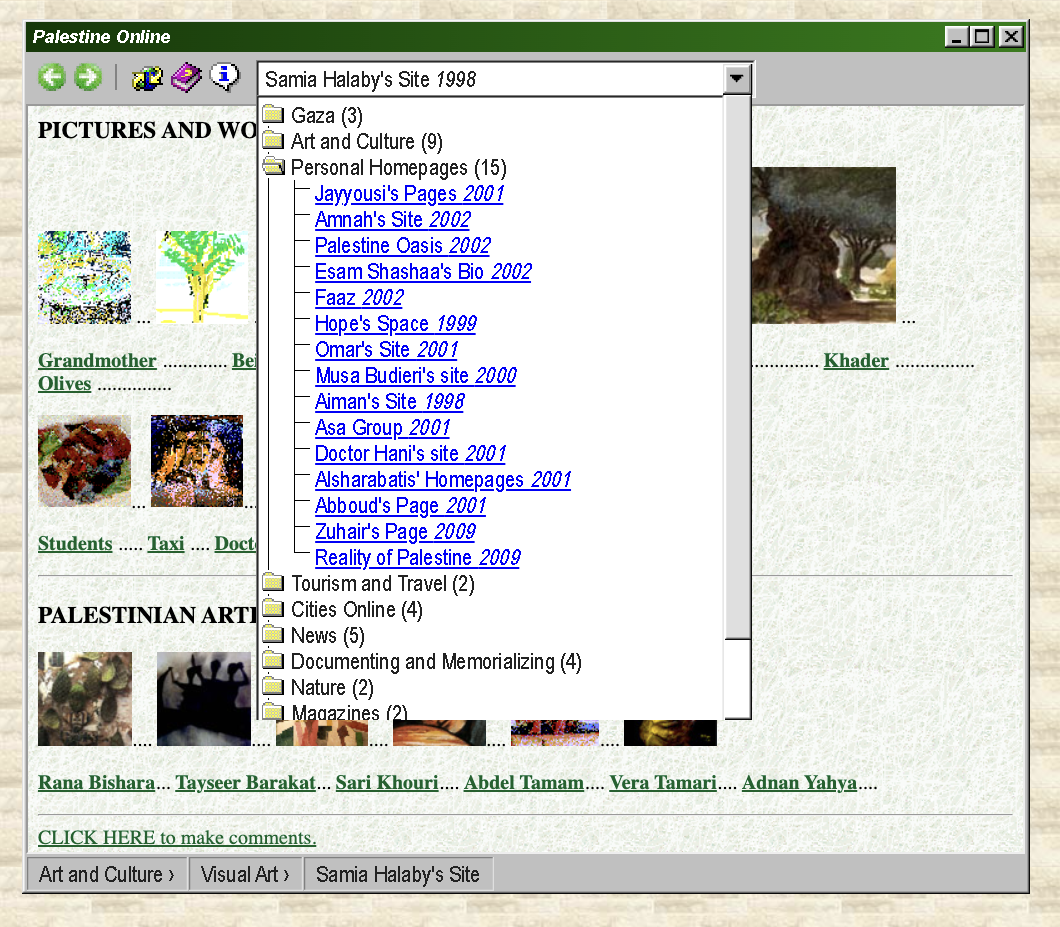 Palestine Online
Samia Halaby's Site 1998
Gaza (3)
PICTURES AND WO
Art and Culture (9)
Personal Homepages (15)
Jayyousi's Pages 2001
Amnah's Site 2002
Palestine Oasis 2002
Esam Shashaa's Bio 2002
Faaz 2002
Hope's Space 1999
... ...
Omar's Site 2001
Grandmother ............. Bei ............... Khader ................
Musa Budieri's site 2000
Olives ...............
Aiman's Site 1998
Asa Group 2001
Doctor Hani's site 2001
Alsharabatis' Homepages 2001
Abboud's Page 2001
...
Zuhair's Page 2009
Students ..... Taxi .... Docto
Reality of Palestine 2009
Tourism and Travel (2)
Cities Online (4)
PALESTINIAN ARTI
News (5)
Documenting and Memorializing (4)
Nature (2)
Magazines (2)
.... .... .... .... ....
Rana Bishara... Tayseer Barakat... Sari Khouri.... Abdel Tamam.... Vera Tamari.... Adnan Yahya....
CLICK HERE to make comments.
Art and Culture › Visual Art › Samia Halaby's Site